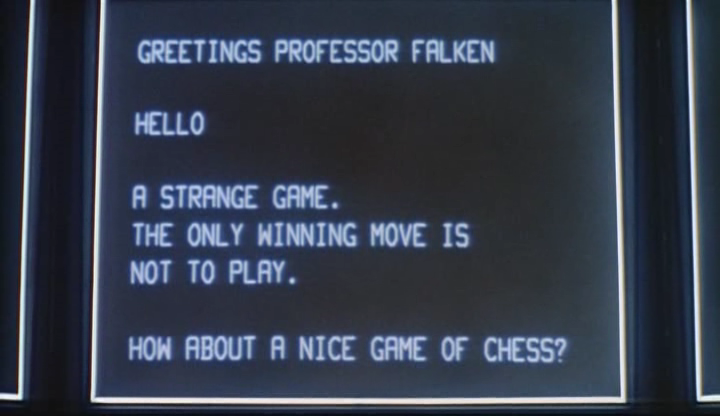 GREETINGS PROFESSOR FALKEN
HELLO
A STRANGE GAME.
THE ONLY WINNING MOVE IS
NOT TO PLAY.
HOW ABOUT A NICE GAME OF CHESS?